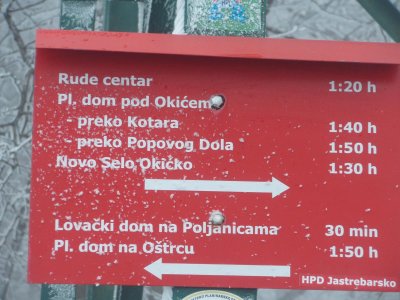 Rude centar 1:20 h
Pl. dom pod Okićem
- preko Kotara 1:40 h
- preko Popovog Dola 1:50 h
Novo Selo Okićko 1:30 h
Lovački dom na Poljanicama 30 min
Pl. dom na Oštrcu 1:50 h
HPD Jastrebarsko